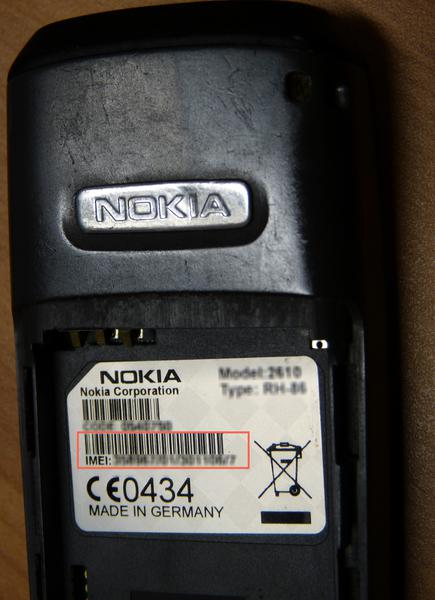 NOKIA
NOKIA
Model:2610
Nokia Corporation
Type: RH-86
CODE:
IMEI:
CE0434
MADE IN GERMANY